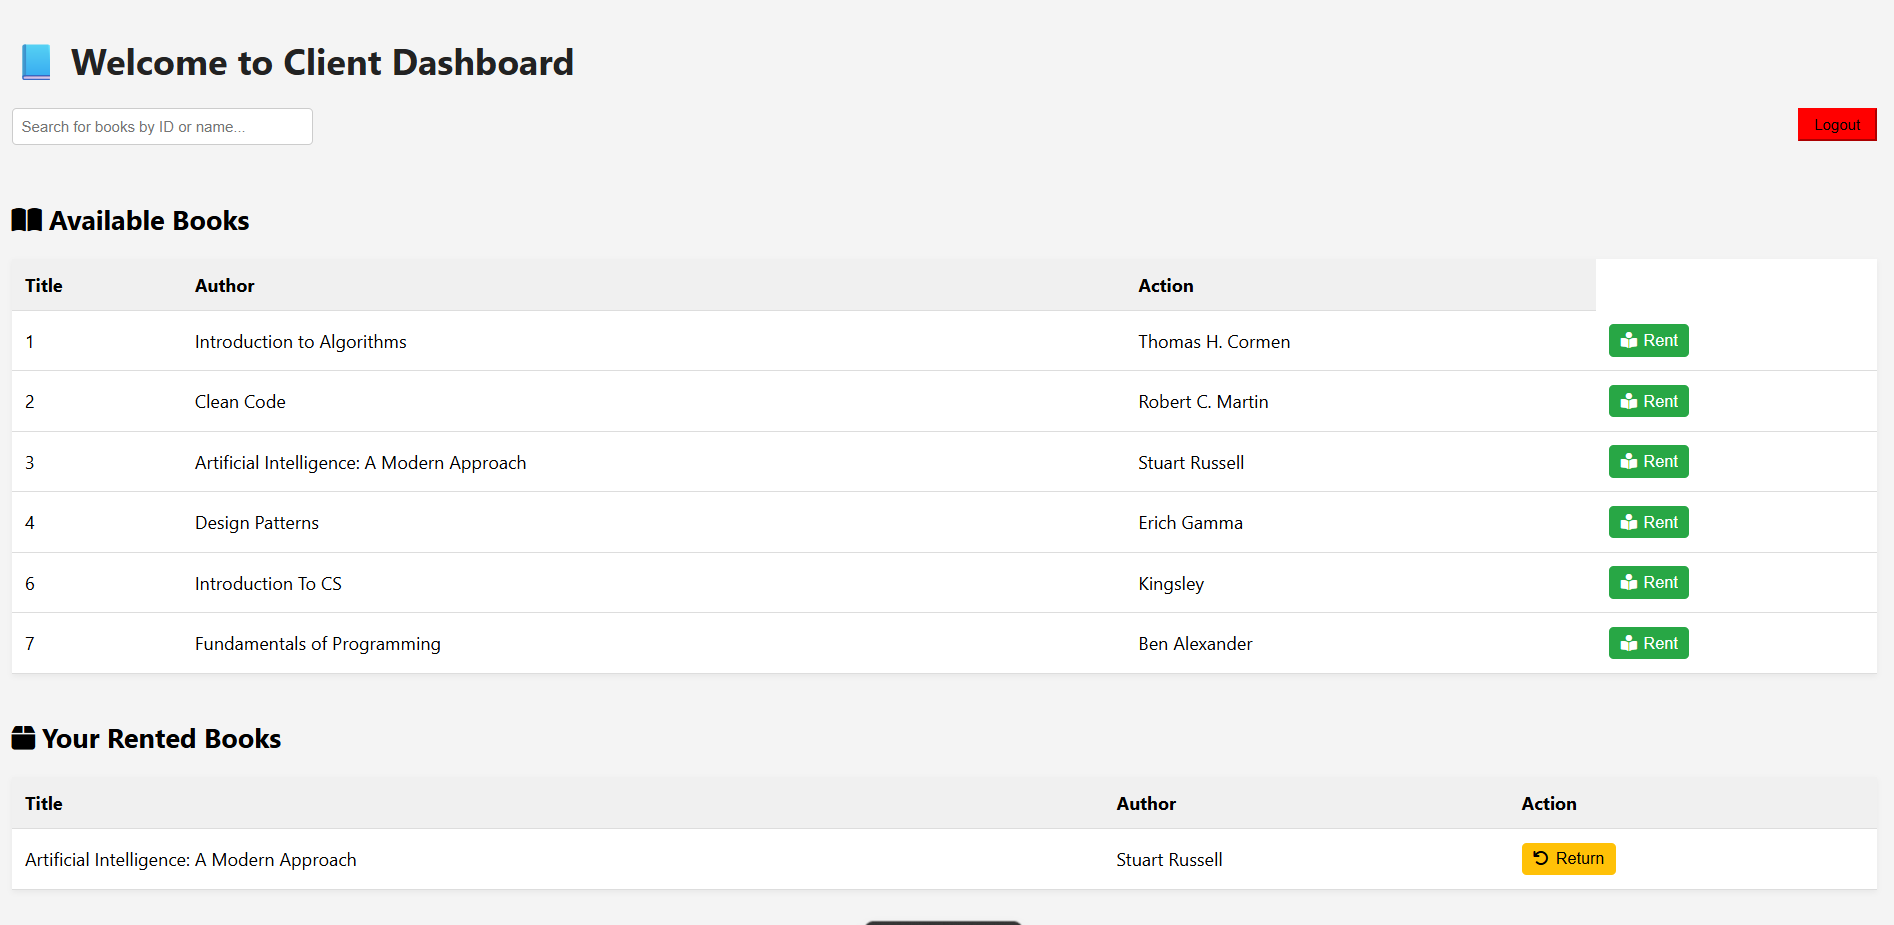 Welcome to Client Dashboard
Search for books by ID or name...
Logout
Available Books
Title Author Action
1 Introduction to Algorithms Thomas H. Cormen Rent
2 Clean Code Robert C. Martin Rent
3 Artificial Intelligence: A Modern Approach Stuart Russell Rent
4 Design Patterns Erich Gamma Rent
6 Introduction To CS Kingsley Rent
7 Fundamentals of Programming Ben Alexander Rent
Your Rented Books
Title Author Action
Artificial Intelligence: A Modern Approach Stuart Russell Return